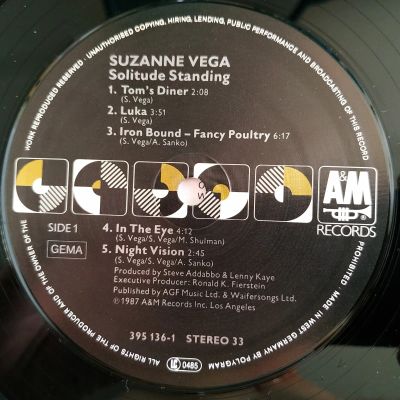 WORK REPRODUCED RESERVED · UNAUTHORISED COPYING, HIRING, LENDING, PUBLIC PERFORMANCE AND BROADCASTING OF THIS RECORD
PROHIBITED · MADE IN WEST GERMANY BY POLYGRAM
ALL RIGHTS OF THE PRODUCER AND OF THE OWNER OF THE
SUZANNE VEGA
Solitude Standing
1. Tom's Diner 2:08
(S. Vega)
2. Luka 3:51
(S. Vega)
3. Iron Bound – Fancy Poultry 6:17
(S. Vega/A. Sanko)
A&M
RECORDS
SIDE 1
GEMA
4. In The Eye 4:12
(S. Vega/S. Vega/M. Shulman)
5. Night Vision 2:45
(S. Vega/S. Vega/A. Sanko)
Produced by Steve Addabbo & Lenny Kaye
Executive Producer: Ronald K. Fierstein
Published by AGF Music Ltd. & Waifersongs Ltd.
℗1987 A&M Records Inc. Los Angeles
395 136-1 STEREO 33
LC 0485